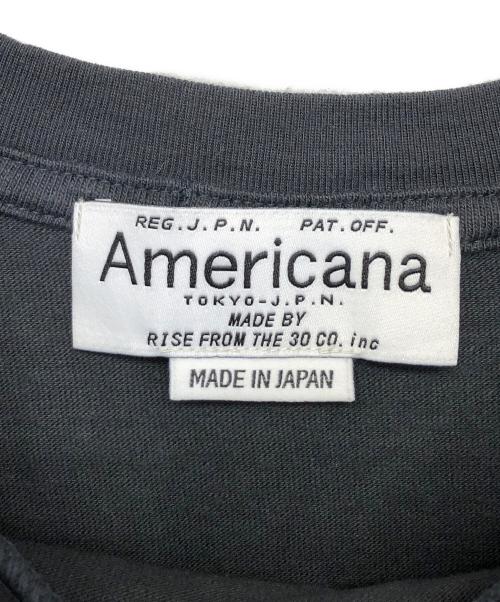 REG.J.P.N. PAT.OFF.
Americana
TOKYO-J.P.N.
MADE BY
RISE FROM THE 30 CO. inc
MADE IN JAPAN